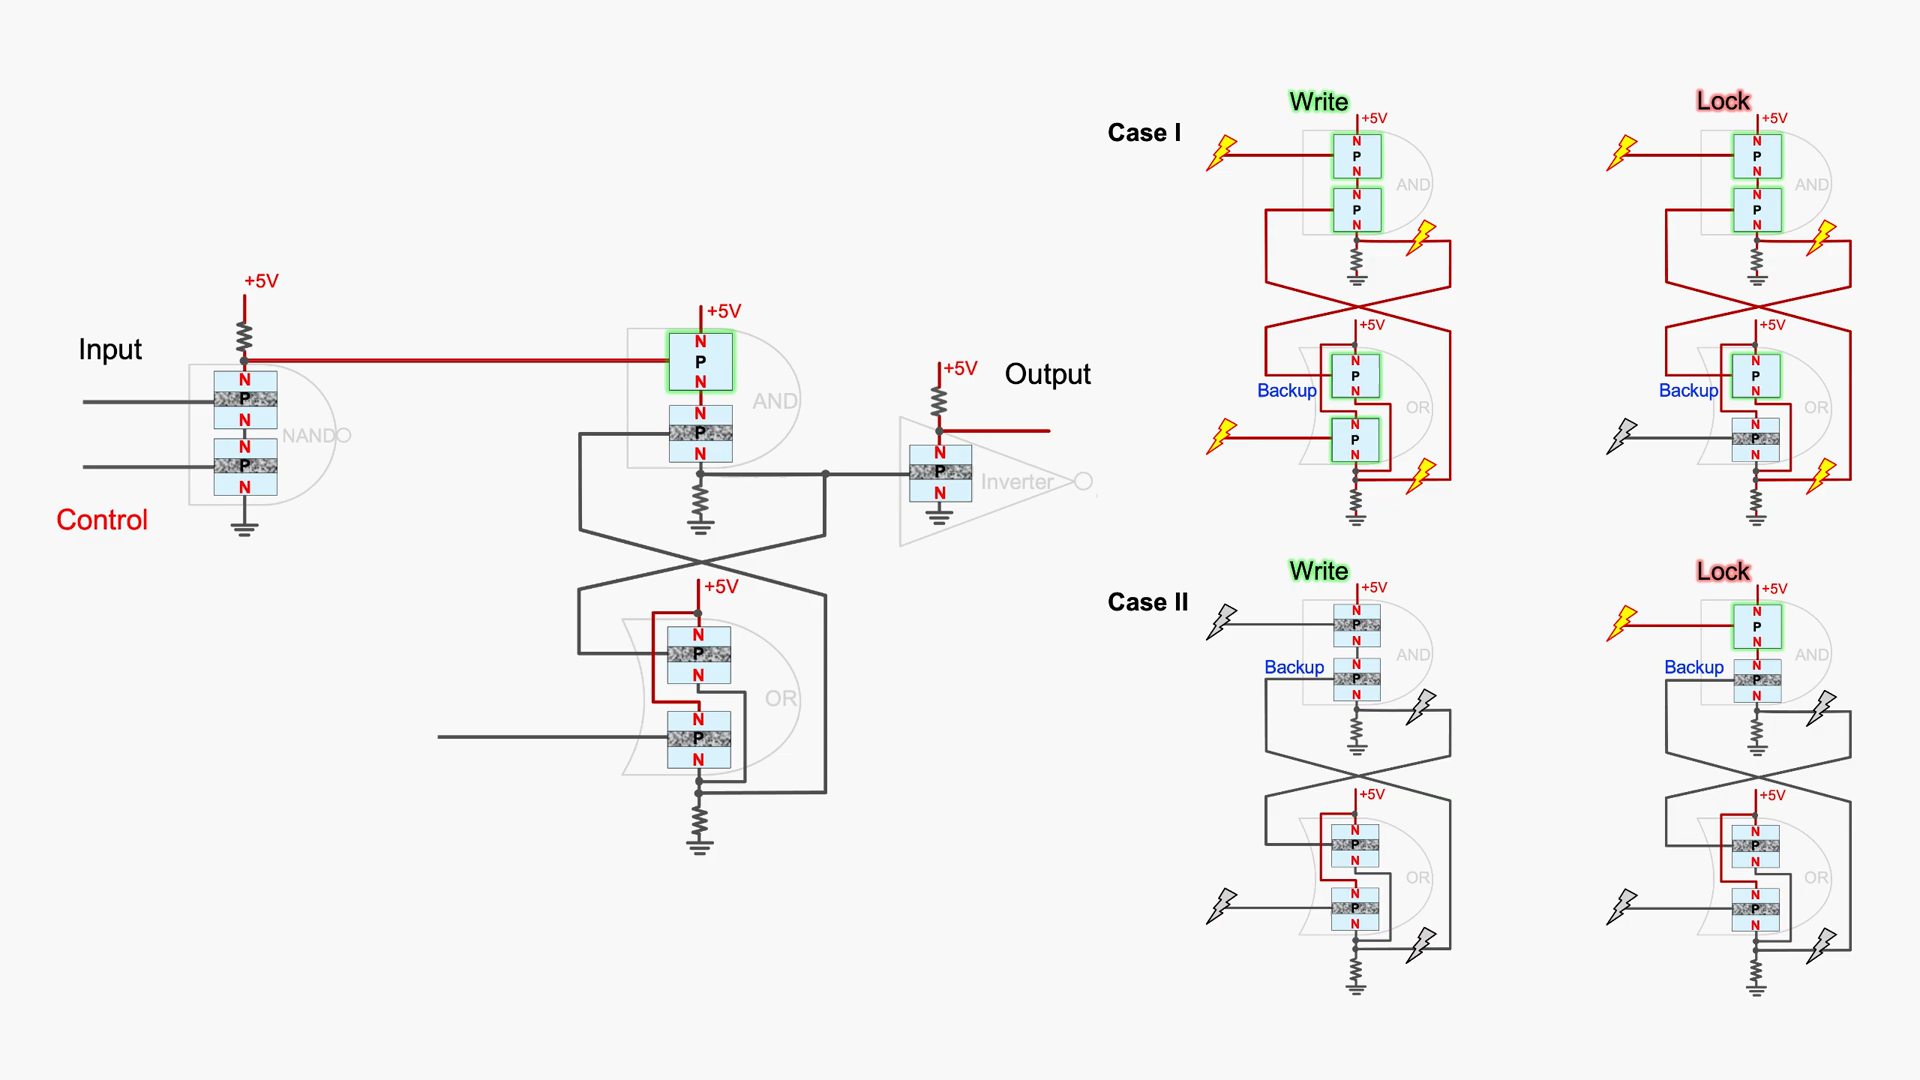 Input
Control
+5V
N
P
N
N
P
N
NAND
+5V
N
P
N
N
P
N
AND
+5V
N
P
N
N
P
N
OR
+5V
Output
N
P
N
Inverter
Case I
Write
+5V
N
P
N
N
P
N
AND
+5V
N
P
N
Backup
N
P
N
OR
Lock
+5V
N
P
N
N
P
N
AND
+5V
N
P
N
Backup
N
P
N
OR
Case II
Write
+5V
N
P
N
Backup
N
P
N
AND
+5V
N
P
N
N
P
N
OR
Lock
+5V
N
P
N
Backup
N
P
N
AND
+5V
N
P
N
N
P
N
OR